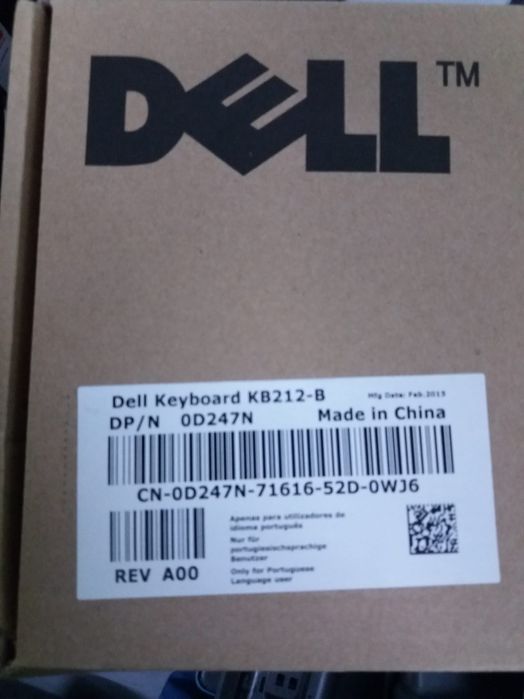 DELL™
Dell Keyboard KB212-B Mfg Date: Feb.2013
DP/N 0D247N Made in China
CN-0D247N-71616-52D-0WJ6
Apenas para utilizadores de
idioma português
Nur für
portugiesischsprachige
Benutzer
REV A00
Only for Portuguese
Language user